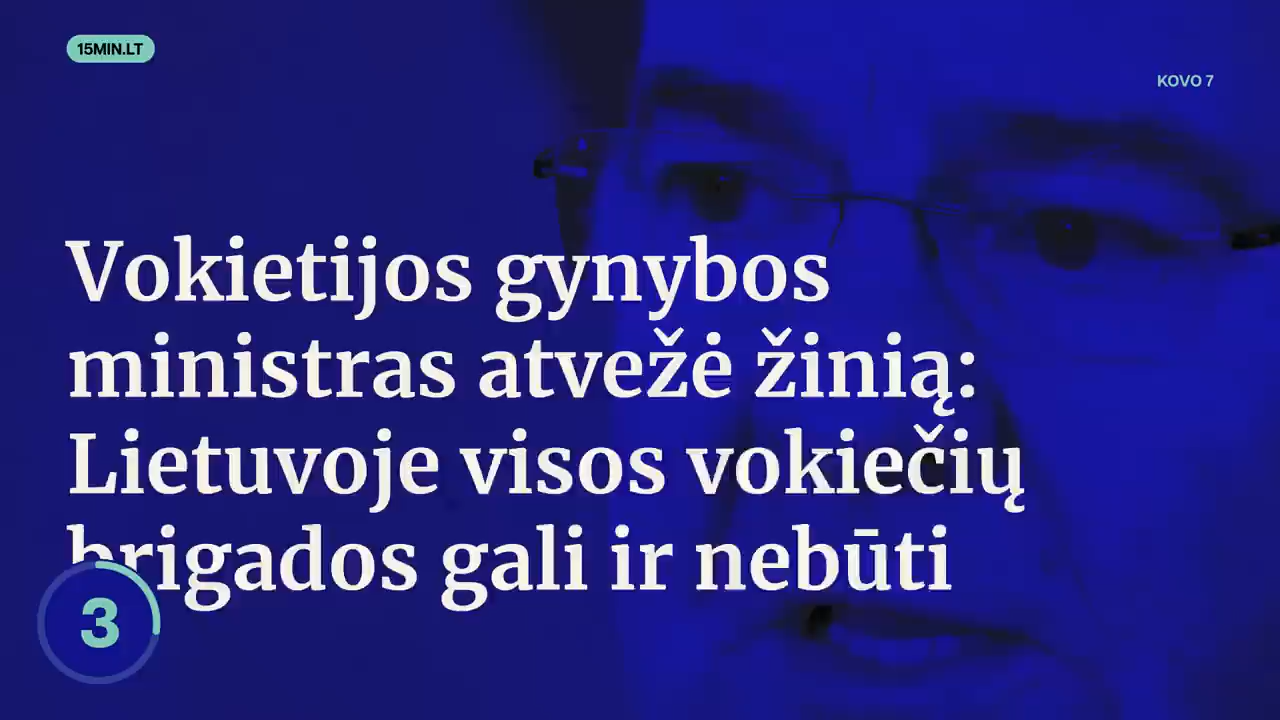 15MIN.LT
KOVO 7
Vokietijos gynybos
ministras atvežė žinią:
Lietuvoje visos vokiečių
brigados gali ir nebūti
3